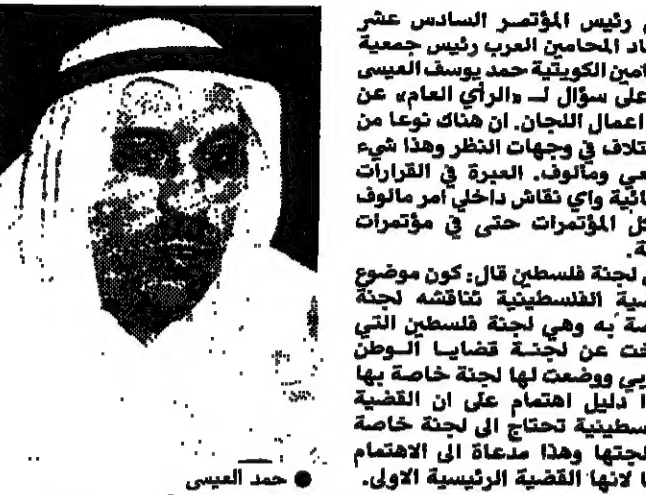 رئيس المؤتمر السادس عشر
اد المحامين العرب رئيس جمعية
امين الكويتية حمد يوسف العيسى
على سؤال لـ «الرأي العام» عن
اعمال اللجان. ان هناك نوعا من
تلاف في وجهات النظر وهذا شيء
عي ومألوف. العبرة في القرارات
ائية وأي نقاش داخلي أمر مألوف
كل المؤتمرات حتى في مؤتمرات
ة.
لجنة فلسطين قال: كون موضوع
ضية الفلسطينية تناقشه لجنة
صة به وهي لجنة فلسطين التي
خت عن لجنة قضايا الوطن
بي ووضعت لها لجنة خاصة بها
ا دليل اهتمام على ان القضية
سطينية تحتاج الى لجنة خاصة
لجتها وهذا مدعاة الى الاهتمام
ا لانها القضية الرئيسية الاولى.
حمد العيسى